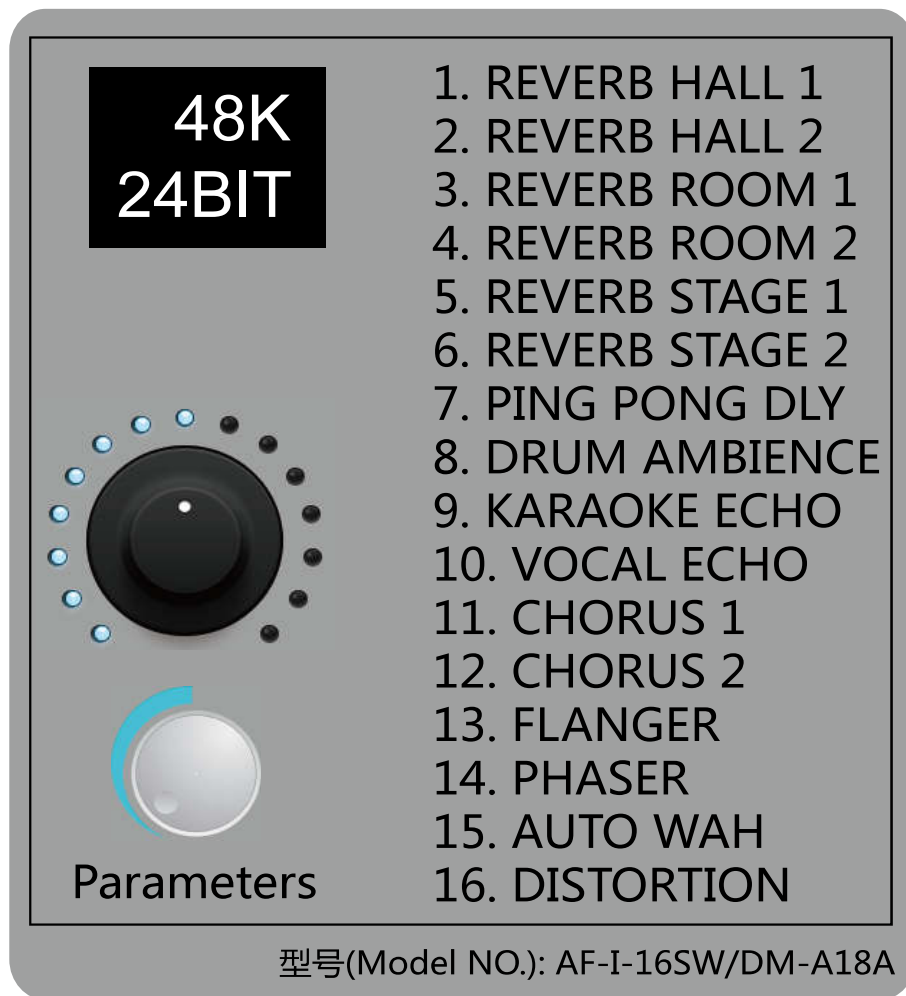 48K
24BIT
1. REVERB HALL 1
2. REVERB HALL 2
3. REVERB ROOM 1
4. REVERB ROOM 2
5. REVERB STAGE 1
6. REVERB STAGE 2
7. PING PONG DLY
8. DRUM AMBIENCE
9. KARAOKE ECHO
10. VOCAL ECHO
11. CHORUS 1
12. CHORUS 2
13. FLANGER
14. PHASER
15. AUTO WAH
16. DISTORTION
Parameters
型号(Model NO.): AF-I-16SW/DM-A18A